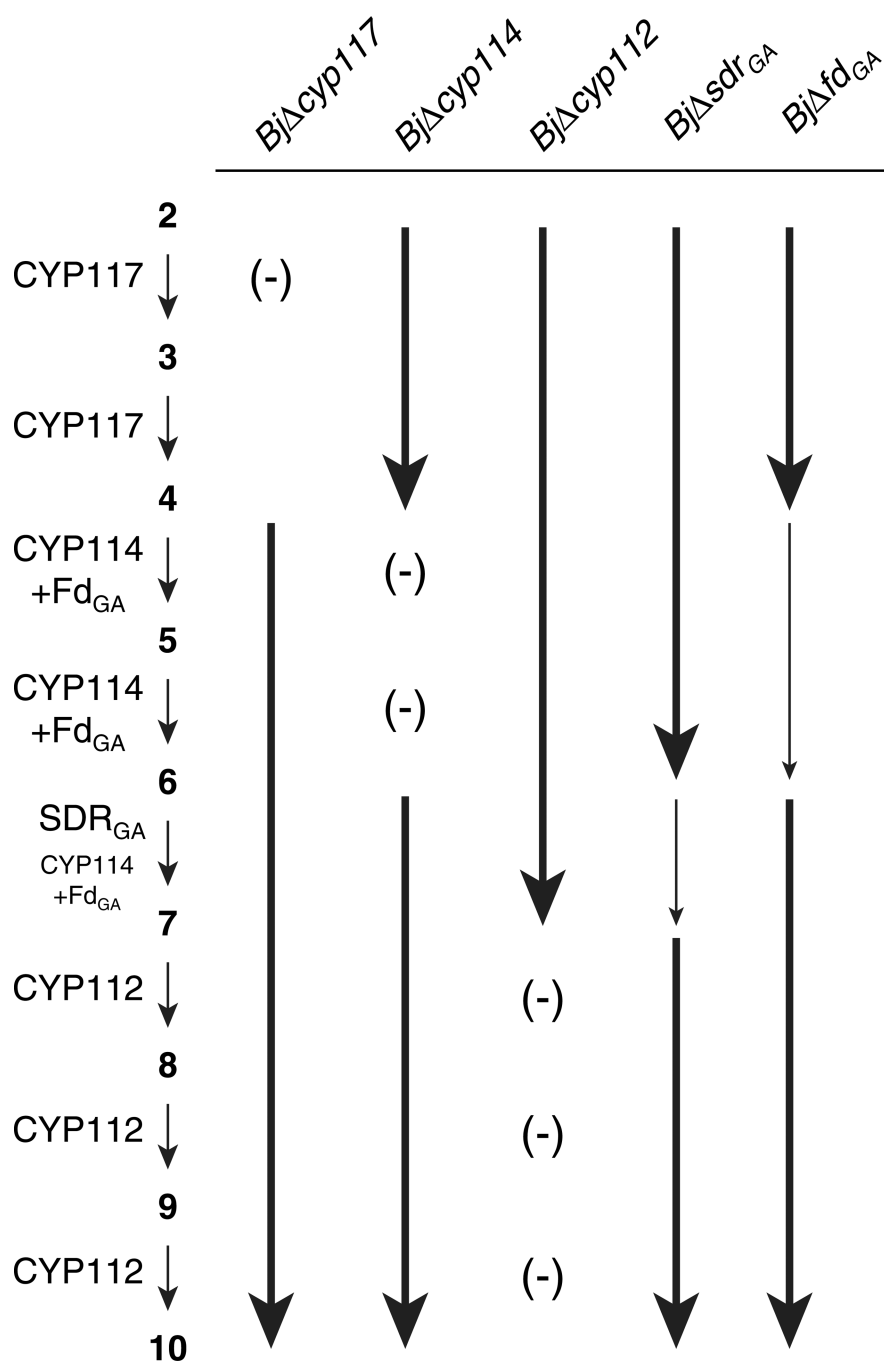 BjΔcyp117 BjΔcyp114 BjΔcyp112 BjΔsdrGA BjΔfdGA
2
CYP117 (-)
3
CYP117
4
CYP114
+FdGA (-)
5
CYP114
+FdGA (-)
6
SDRGA
CYP114
+FdGA
7
CYP112 (-)
8
CYP112 (-)
9
CYP112 (-)
10